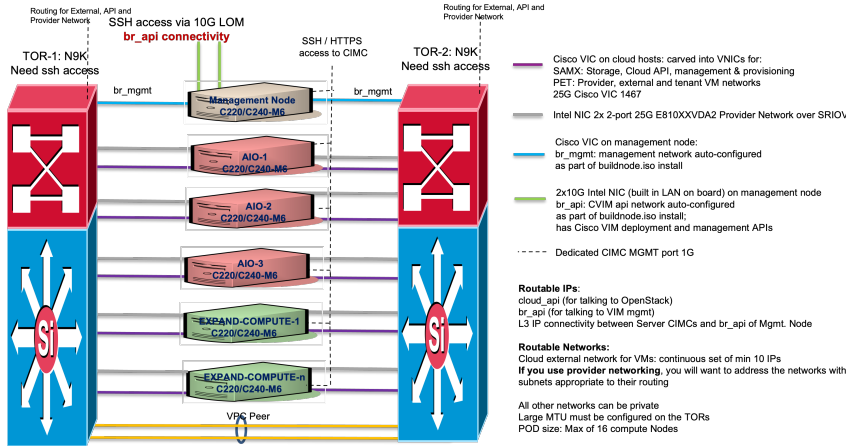 Routing for External, API and
Provider Network
SSH access via 10G LOM
br_api connectivity
Routing for External, API and
Provider Network
TOR-1: N9K
Need ssh access
SSH / HTTPS
access to CIMC
TOR-2: N9K
Need ssh access
br_mgmt
br_mgmt
Management Node
C220/C240-M6
AIO-1
C220/C240-M6
AIO-2
C220/C240-M6
AIO-3
C220/C240-M6
EXPAND-COMPUTE-1
C220/C240-M6
EXPAND-COMPUTE-n
C220/C240-M6
VPC Peer
Si
Si
Cisco VIC on cloud hosts: carved into VNICs for:
SAMX: Storage, Cloud API, management & provisioning
PET: Provider, external and tenant VM networks
25G Cisco VIC 1467
Intel NIC 2x 2-port 25G E810XXVDA2 Provider Network over SRIOV
Cisco VIC on management node:
br_mgmt: management network auto-configured
as part of buildnode.iso install
2x10G Intel NIC (built in LAN on board) on management node
br_api: CVIM api network auto-configured
as part of buildnode.iso install;
has Cisco VIM deployment and management APIs
Dedicated CIMC MGMT port 1G
Routable IPs:
cloud_api (for talking to OpenStack)
br_api (for talking to VIM mgmt)
L3 IP connectivity between Server CIMCs and br_api of Mgmt. Node
Routable Networks:
Cloud external network for VMs: continuous set of min 10 IPs
If you use provider networking, you will want to address the networks with
subnets appropriate to their routing
All other networks can be private
Large MTU must be configured on the TORs
POD size: Max of 16 compute Nodes